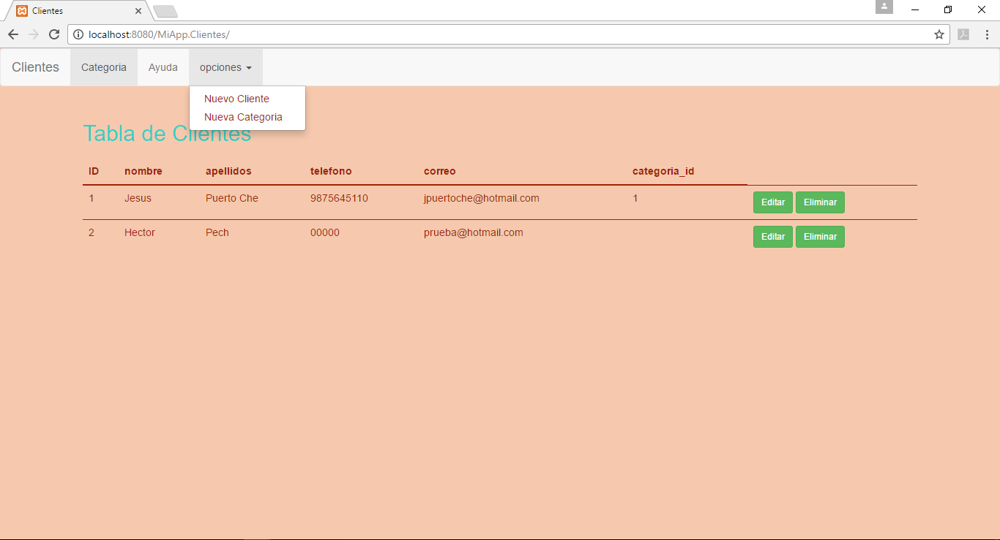 Clientes
localhost:8080/MiApp.Clientes/
Clientes Categoria Ayuda opciones
Nuevo Cliente
Nueva Categoria
Tabla de Clientes
ID nombre apellidos telefono correo categoria_id
1 Jesus Puerto Che 9875645110 jpuertoche@hotmail.com 1 Editar Eliminar
2 Hector Pech 00000 prueba@hotmail.com Editar Eliminar